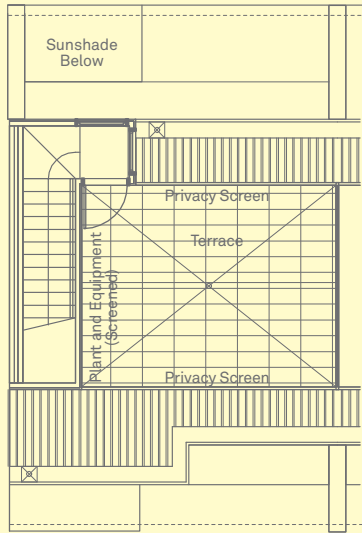 Sunshade
Below
Privacy Screen
Terrace
Plant and Equipment
(Screened)
Privacy Screen